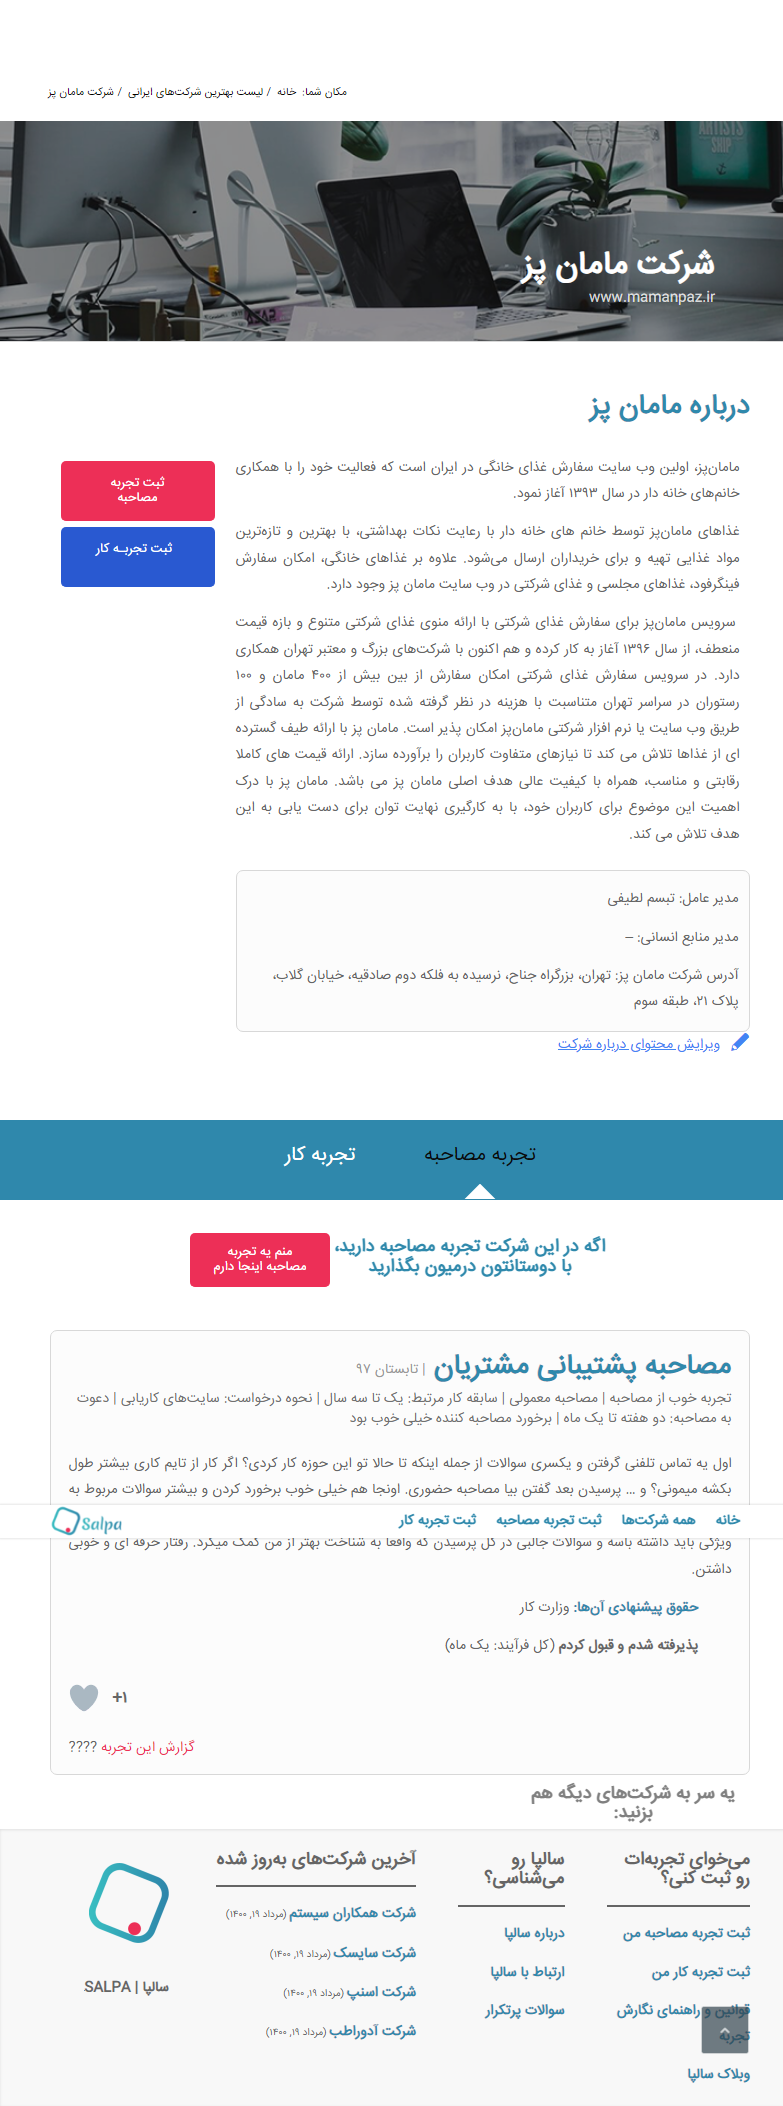 مکان شما: خانه / لیست بهترین شرکت‌های ایرانی / شرکت مامان پز
ARTISTS
SHIP
شرکت مامان پز
www.mamanpaz.ir
درباره مامان پز
مامان‌پز، اولین وب سایت سفارش غذای خانگی در ایران است که فعالیت خود را با همکاری
خانم‌های خانه دار در سال ۱۳۹۳ آغاز نمود.
غذاهای مامان‌پز توسط خانم های خانه دار با رعایت نکات بهداشتی، با بهترین و تازه‌ترین
مواد غذایی تهیه و برای خریداران ارسال می‌شود. علاوه بر غذاهای خانگی، امکان سفارش
فینگرفود، غذاهای مجلسی و غذای شرکتی در وب سایت مامان پز وجود دارد.
سرویس مامان‌پز برای سفارش غذای شرکتی با ارائه منوی غذای شرکتی متنوع و بازه قیمت
منعطف، از سال ۱۳۹۶ آغاز به کار کرده و هم اکنون با شرکت‌های بزرگ و معتبر تهران همکاری
دارد. در سرویس سفارش غذای شرکتی امکان سفارش از بین بیش از ۴۰۰ مامان و ۱۰۰
رستوران در سراسر تهران متناسبت با هزینه در نظر گرفته شده توسط شرکت به سادگی از
طریق وب سایت یا نرم افزار شرکتی مامان‌پز امکان پذیر است. مامان پز با ارائه طیف گسترده
ای از غذاها تلاش می کند تا نیازهای متفاوت کاربران را برآورده سازد. ارائه قیمت های کاملا
رقابتی و مناسب، همراه با کیفیت عالی هدف اصلی مامان پز می باشد. مامان پز با درک
اهمیت این موضوع برای کاربران خود، با به کارگیری نهایت توان برای دست یابی به این
هدف تلاش می کند.
ثبت تجربه
مصاحبه
ثبت تجربـه کار
مدیر عامل: تبسم لطیفی
مدیر منابع انسانی: –
آدرس شرکت مامان پز: تهران، بزرگراه جناح، نرسیده به فلکه دوم صادقیه، خیابان گلاب،
پلاک ۲۱، طبقه سوم
ویرایش محتوای درباره شرکت
تجربه مصاحبه
تجربه کار
اگه در این شرکت تجربه مصاحبه دارید،
با دوستانتون درمیون بگذارید
منم یه تجربه
مصاحبه اینجا دارم
مصاحبه پشتیبانی مشتریان | تابستان ۹۷
تجربه خوب از مصاحبه | مصاحبه معمولی | سابقه کار مرتبط: یک تا سه سال | نحوه درخواست: سایت‌های کاریابی | دعوت
به مصاحبه: دو هفته تا یک ماه | برخورد مصاحبه کننده خیلی خوب بود
اول یه تماس تلفنی گرفتن و یکسری سوالات از جمله اینکه تا حالا تو این حوزه کار کردی؟ اگر کار از تایم کاری بیشتر طول
بکشه میمونی؟ و ... پرسیدن بعد گفتن بیا مصاحبه حضوری. اونجا هم خیلی خوب برخورد کردن و بیشتر سوالات مربوط به
خانه همه شرکت‌ها ثبت تجربه مصاحبه ثبت تجربه کار
Salpa
ویژگی باید داشته باشه و سوالات جالبی در کل پرسیدن که واقعا به شناخت بهتر از من کمک میکرد. رفتار حرفه ای و خوبی
داشتن.
حقوق پیشنهادی آن‌ها: وزارت کار
پذیرفته شدم و قبول کردم (کل فرآیند: یک ماه)
+۱
گزارش این تجربه ????
یه سر به شرکت‌های دیگه هم
بزنید:
می‌خوای تجربه‌ات
رو ثبت کنی؟
ثبت تجربه مصاحبه من
ثبت تجربه کار من
قوانین و راهنمای نگارش
تجربه
وبلاک سالپا
سالپا رو
می‌شناسی؟
درباره سالپا
ارتباط با سالپا
سوالات پرتکرار
آخرین شرکت‌های به‌روز شده
شرکت همکاران سیستم (مرداد ۱۹, ۱۴۰۰)
شرکت سایسک (مرداد ۱۹, ۱۴۰۰)
شرکت اسنپ (مرداد ۱۹, ۱۴۰۰)
شرکت آدوراطب (مرداد ۱۹, ۱۴۰۰)
سالپا | SALPA